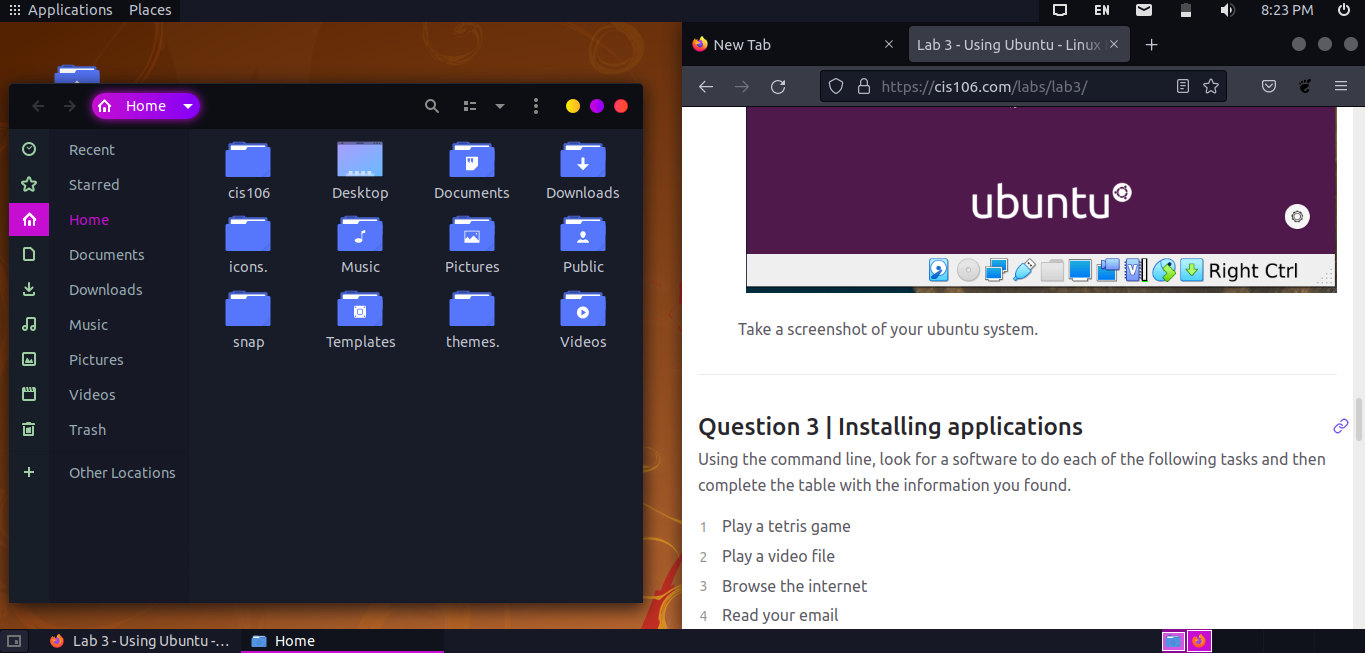 Applications Places EN 8:23 PM
Home
Recent
Starred
Home
Documents
Downloads
Music
Pictures
Videos
Trash
Other Locations
cis106 Desktop Documents Downloads
icons. Music Pictures Public
snap Templates themes. Videos
New Tab Lab 3 - Using Ubuntu - Linux
https://cis106.com/labs/lab3/
ubuntu
Right Ctrl
Take a screenshot of your ubuntu system.
Question 3 | Installing applications
Using the command line, look for a software to do each of the following tasks and then
complete the table with the information you found.
1 Play a tetris game
2 Play a video file
3 Browse the internet
4 Read your email
Lab 3 - Using Ubuntu -... Home